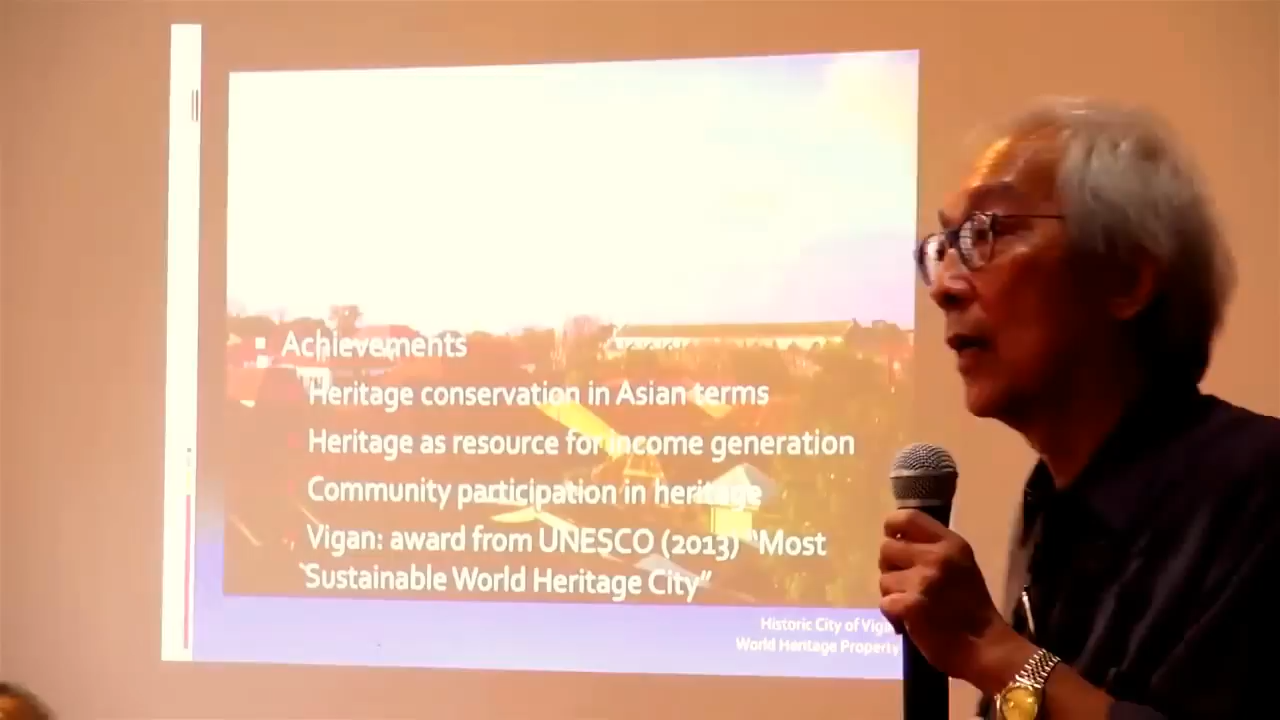 Achievements
Heritage conservation in Asian terms
Heritage as resource for income generation
Community participation in heritage
Vigan: award from UNESCO (2013) "Most
Sustainable World Heritage City"
Historic City of Vigan
World Heritage Property